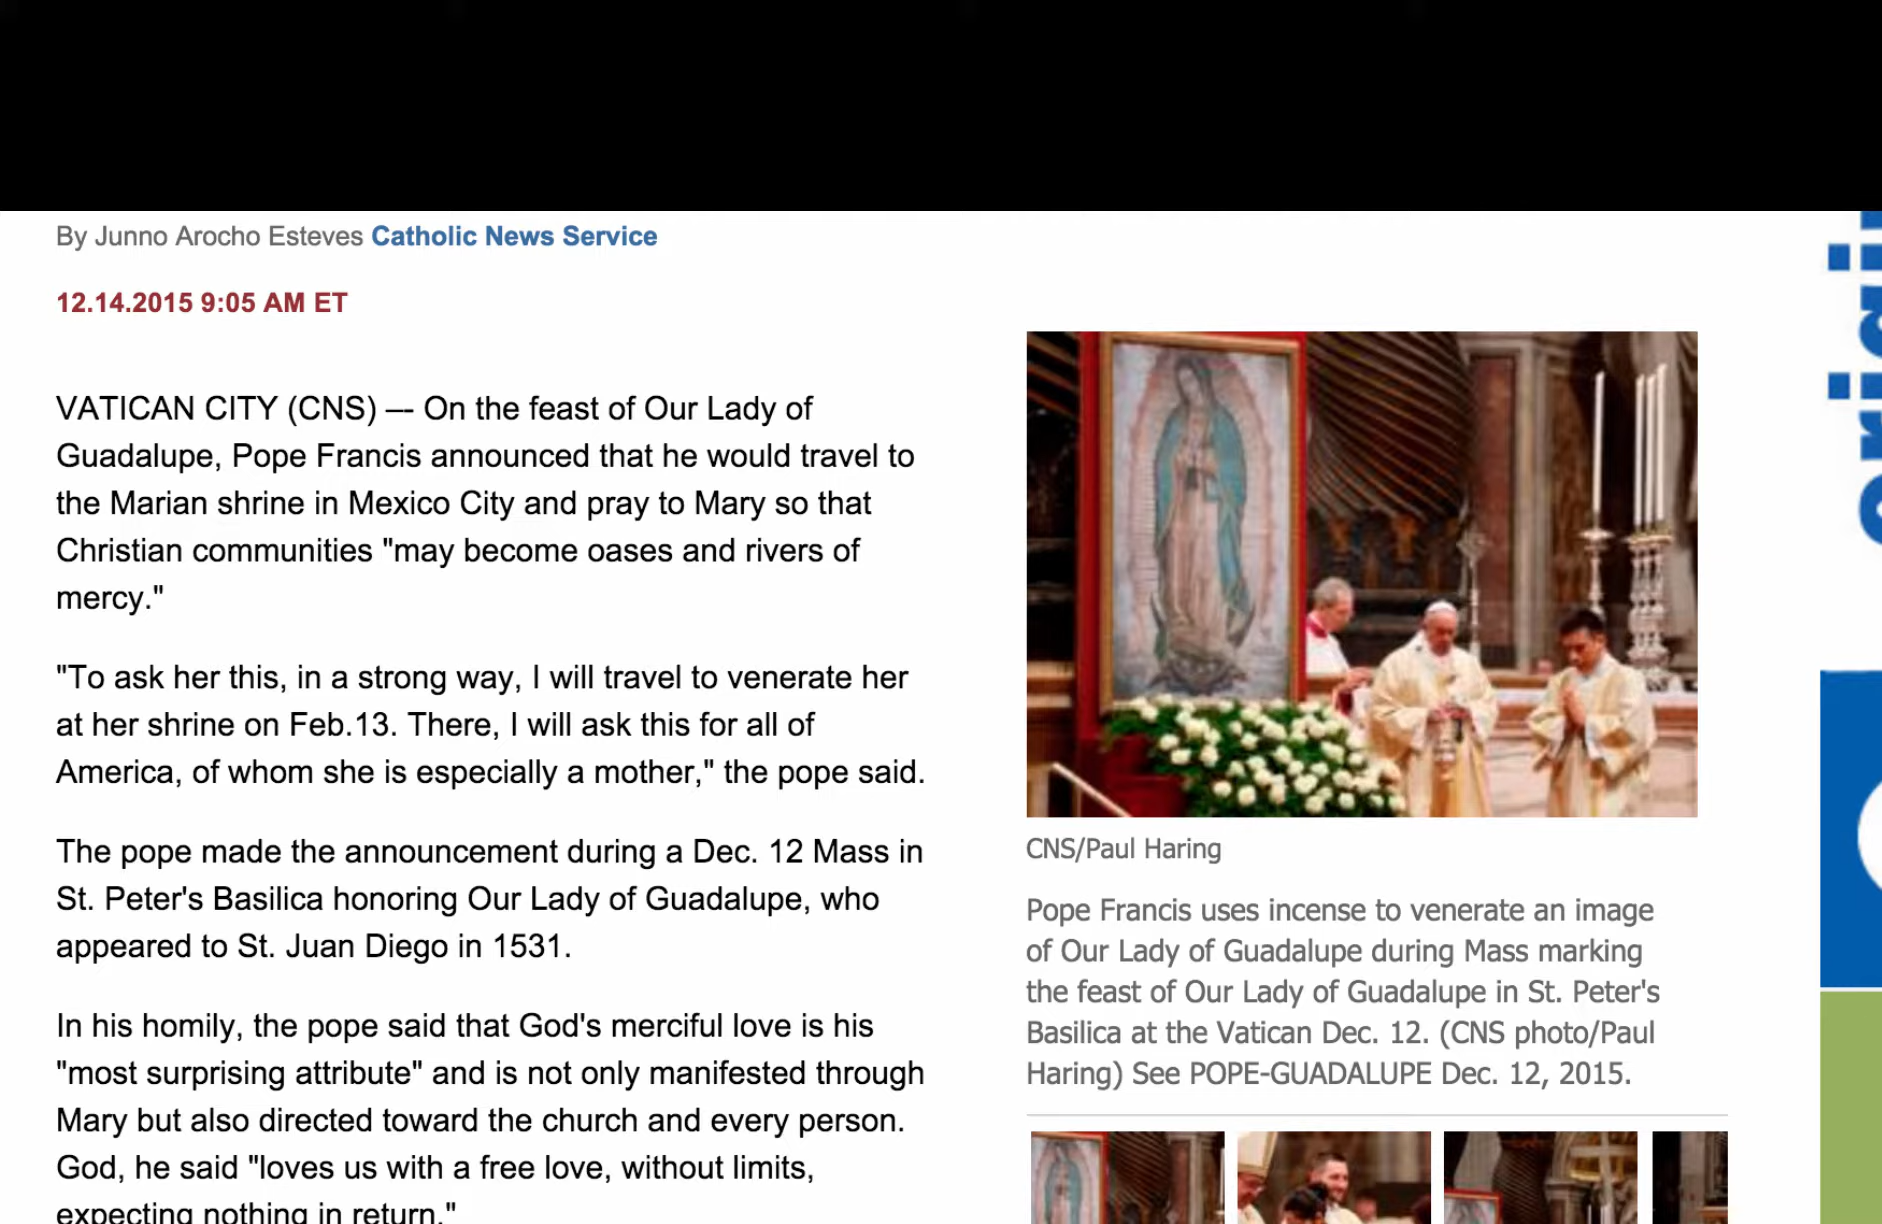 By Junno Arocho Esteves Catholic News Service
12.14.2015 9:05 AM ET
VATICAN CITY (CNS) –- On the feast of Our Lady of
Guadalupe, Pope Francis announced that he would travel to
the Marian shrine in Mexico City and pray to Mary so that
Christian communities "may become oases and rivers of
mercy."
"To ask her this, in a strong way, I will travel to venerate her
at her shrine on Feb.13. There, I will ask this for all of
America, of whom she is especially a mother," the pope said.
The pope made the announcement during a Dec. 12 Mass in
St. Peter's Basilica honoring Our Lady of Guadalupe, who
appeared to St. Juan Diego in 1531.
In his homily, the pope said that God's merciful love is his
"most surprising attribute" and is not only manifested through
Mary but also directed toward the church and every person.
God, he said "loves us with a free love, without limits,
expecting nothing in return."
CNS/Paul Haring
Pope Francis uses incense to venerate an image
of Our Lady of Guadalupe during Mass marking
the feast of Our Lady of Guadalupe in St. Peter's
Basilica at the Vatican Dec. 12. (CNS photo/Paul
Haring) See POPE-GUADALUPE Dec. 12, 2015.